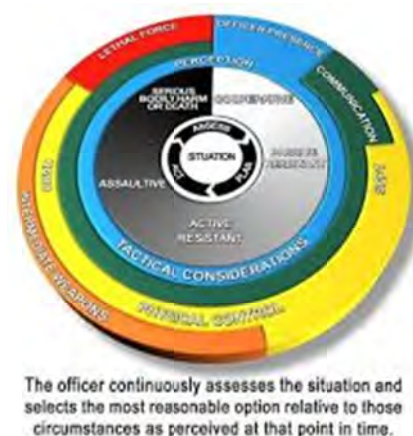 LETHAL FORCE
OFFICER PRESENCE
PERCEPTION
COMMUNICATION
SERIOUS
BODILY HARM
OR DEATH
COOPERATIVE
ASSESS
SITUATION
PLAN
ACT
PASSIVE
RESISTANT
ASSAULTIVE
ACTIVE
RESISTANT
TACTICAL CONSIDERATIONS
HARD
SOFT
INTERMEDIATE WEAPONS
PHYSICAL CONTROL
The officer continuously assesses the situation and
selects the most reasonable option relative to those
circumstances as perceived at that point in time.